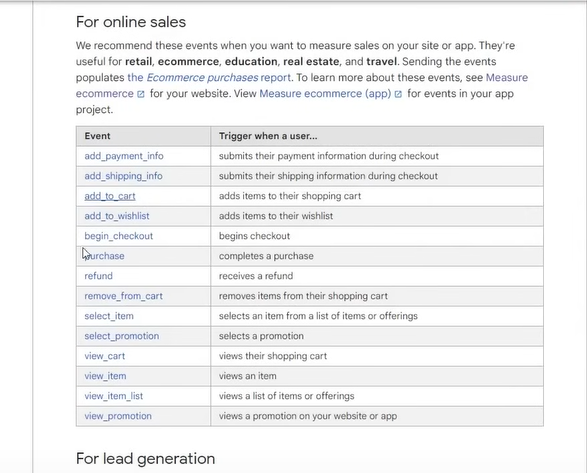 For online sales
We recommend these events when you want to measure sales on your site or app. They're
useful for retail, ecommerce, education, real estate, and travel. Sending the events
populates the Ecommerce purchases report. To learn more about these events, see Measure
ecommerce for your website. View Measure ecommerce (app) for events in your app
project.
Event Trigger when a user...
add_payment_info submits their payment information during checkout
add_shipping_info submits their shipping information during checkout
add_to_cart adds items to their shopping cart
add_to_wishlist adds items to their wishlist
begin_checkout begins checkout
purchase completes a purchase
refund receives a refund
remove_from_cart removes items from their shopping cart
select_item selects an item from a list of items or offerings
select_promotion selects a promotion
view_cart views their shopping cart
view_item views an item
view_item_list views a list of items or offerings
view_promotion views a promotion on your website or app
For lead generation